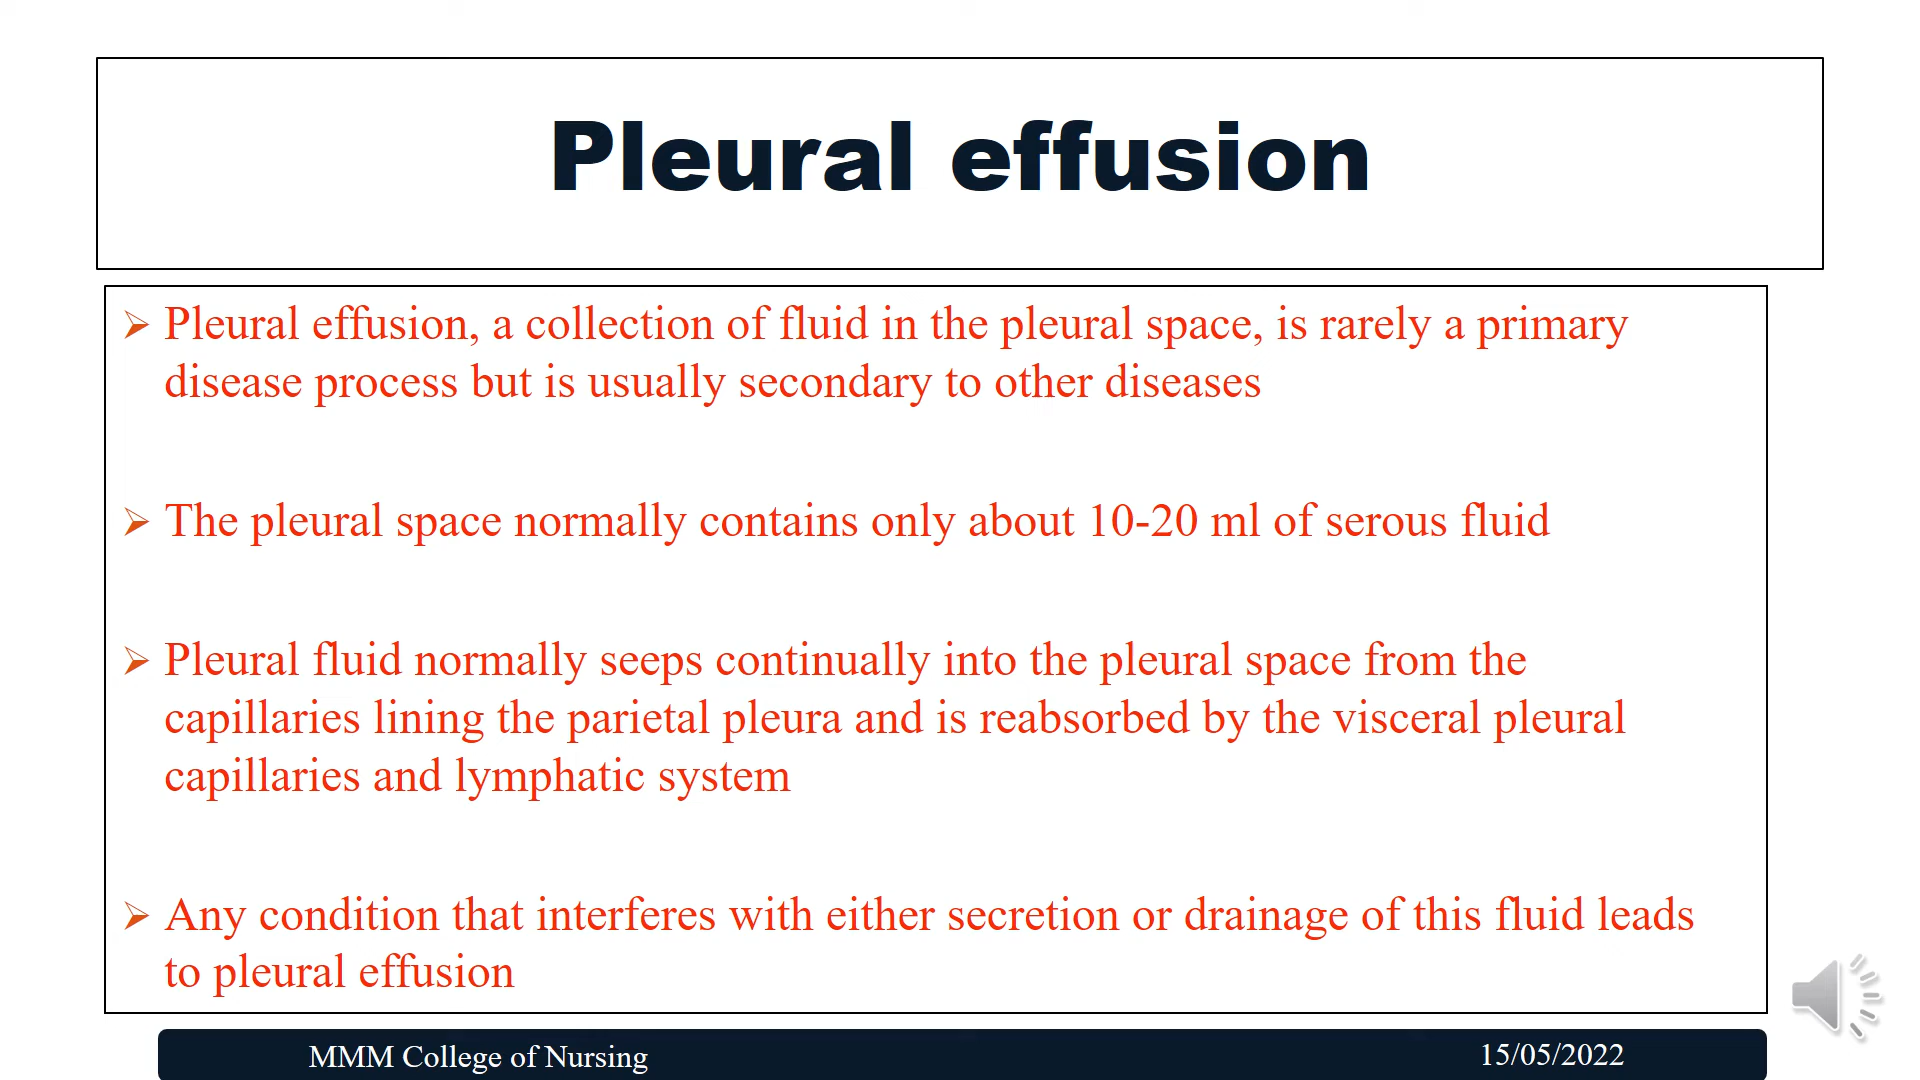 Pleural effusion
➢ Pleural effusion, a collection of fluid in the pleural space, is rarely a primary
disease process but is usually secondary to other diseases
➢ The pleural space normally contains only about 10-20 ml of serous fluid
➢ Pleural fluid normally seeps continually into the pleural space from the
capillaries lining the parietal pleura and is reabsorbed by the visceral pleural
capillaries and lymphatic system
➢ Any condition that interferes with either secretion or drainage of this fluid leads
to pleural effusion
MMM College of Nursing
15/05/2022